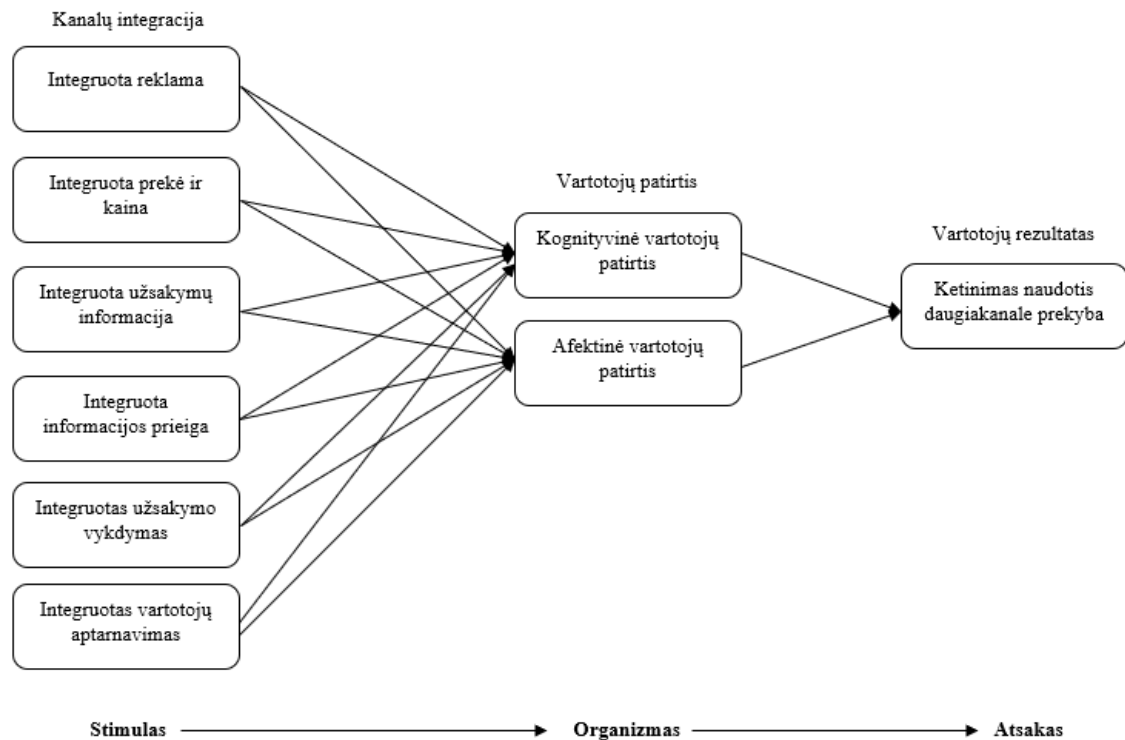 Kanalų integracija
Integruota reklama
Integruota prekė ir
kaina
Integruota užsakymų
informacija
Integruota
informacijos prieiga
Integruotas užsakymo
vykdymas
Integruotas vartotojų
aptarnavimas
Vartotojų patirtis
Kognityvinė vartotojų
patirtis
Afektinė vartotojų
patirtis
Vartotojų rezultatas
Ketinimas naudotis
daugiakanale prekyba
Stimulas
Organizmas
Atsakas